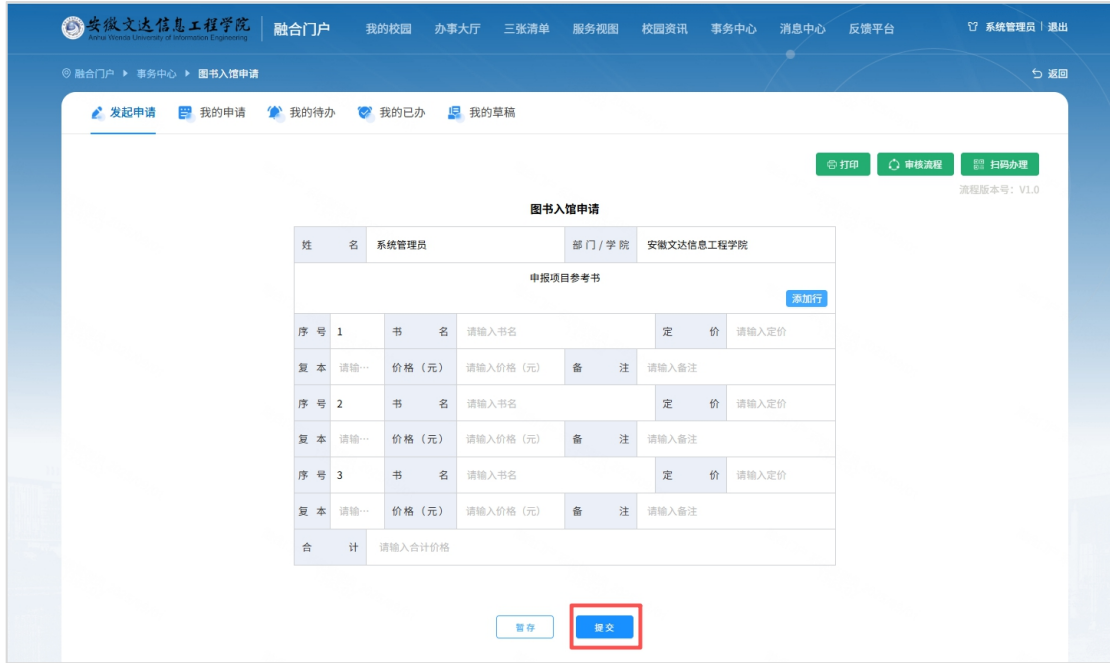 安徽文达信息工程学院 融合门户 我的校园 办事大厅 三张清单 服务视图 校园资讯 事务中心 消息中心 反馈平台 系统管理员 退出
Anhui Wenda University of Information Engineering
融合门户 事务中心 图书入馆申请 返回
发起申请 我的申请 我的待办 我的已办 我的草稿
打印 审核流程 扫码办理
流程版本号：V1.0
图书入馆申请
姓 名 系统管理员 部门/学院 安徽文达信息工程学院
申报项目参考书
添加行
序号 1 书 名 请输入书名 定 价 请输入定价
复本 请输… 价格（元） 请输入价格（元） 备 注 请输入备注
序号 2 书 名 请输入书名 定 价 请输入定价
复本 请输… 价格（元） 请输入价格（元） 备 注 请输入备注
序号 3 书 名 请输入书名 定 价 请输入定价
复本 请输… 价格（元） 请输入价格（元） 备 注 请输入备注
合 计 请输入合计价格
暂存 提交